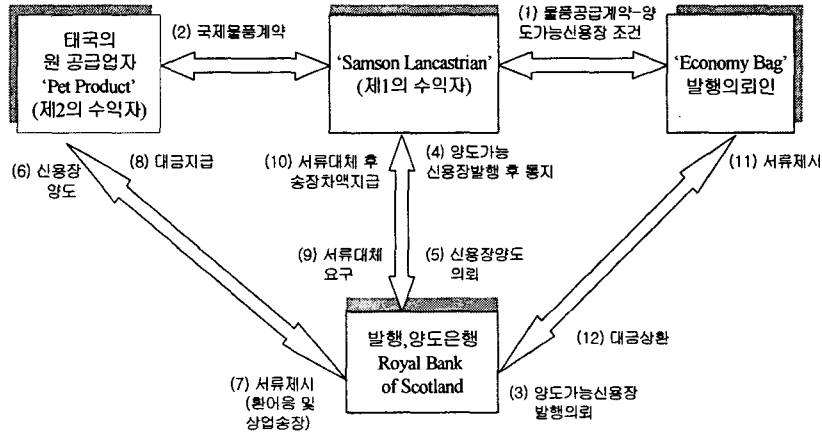 태국의
원 공급업자
'Pet Product'
(제2의 수익자)
(2) 국제물품계약
'Samson Lancastrian'
(제1의 수익자)
(1) 물품공급계약-양
도가능신용장 조건
'Economy Bag'
발행의뢰인
(6) 신용장
양도
(8) 대금지급
(10) 서류대체 후
송장차액지급
(4) 양도가능
신용장발행 후 통지
(11) 서류제시
(9) 서류대체
요구
(5) 신용장양도
의뢰
(7) 서류제시
(환어음 및
상업송장)
발행,양도은행
Royal Bank
of Scotland
(12) 대금상환
(3) 양도가능신용장
발행의뢰